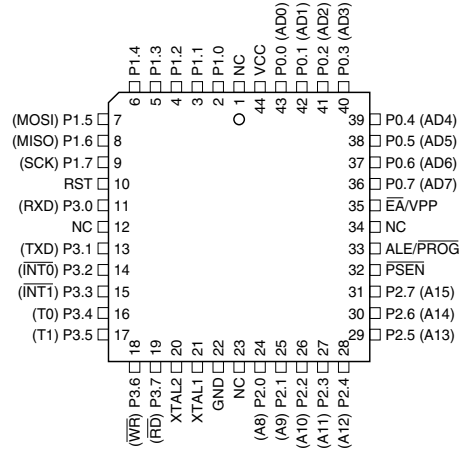 P1.4
P1.3
P1.2
P1.1
P1.0
NC
VCC
P0.0 (AD0)
P0.1 (AD1)
P0.2 (AD2)
P0.3 (AD3)
6
5
4
3
2
1
44
43
42
41
40
(MOSI) P1.5 7
(MISO) P1.6 8
(SCK) P1.7 9
RST 10
(RXD) P3.0 11
NC 12
(TXD) P3.1 13
(INT0) P3.2 14
(INT1) P3.3 15
(T0) P3.4 16
(T1) P3.5 17
39 P0.4 (AD4)
38 P0.5 (AD5)
37 P0.6 (AD6)
36 P0.7 (AD7)
35 EA/VPP
34 NC
33 ALE/PROG
32 PSEN
31 P2.7 (A15)
30 P2.6 (A14)
29 P2.5 (A13)
18
19
20
21
22
23
24
25
26
27
28
(WR) P3.6
(RD) P3.7
XTAL2
XTAL1
GND
NC
(A8) P2.0
(A9) P2.1
(A10) P2.2
(A11) P2.3
(A12) P2.4